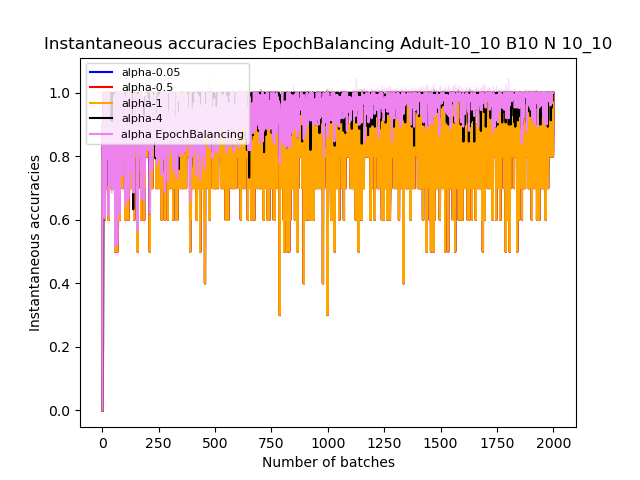 Instantaneous accuracies EpochBalancing Adult-10_10 B10 N 10_10
alpha-0.05
alpha-0.5
alpha-1
alpha-4
alpha EpochBalancing
1.0
0.8
0.6
0.4
0.2
0.0
Instantaneous accuracies
0 250 500 750 1000 1250 1500 1750 2000
Number of batches